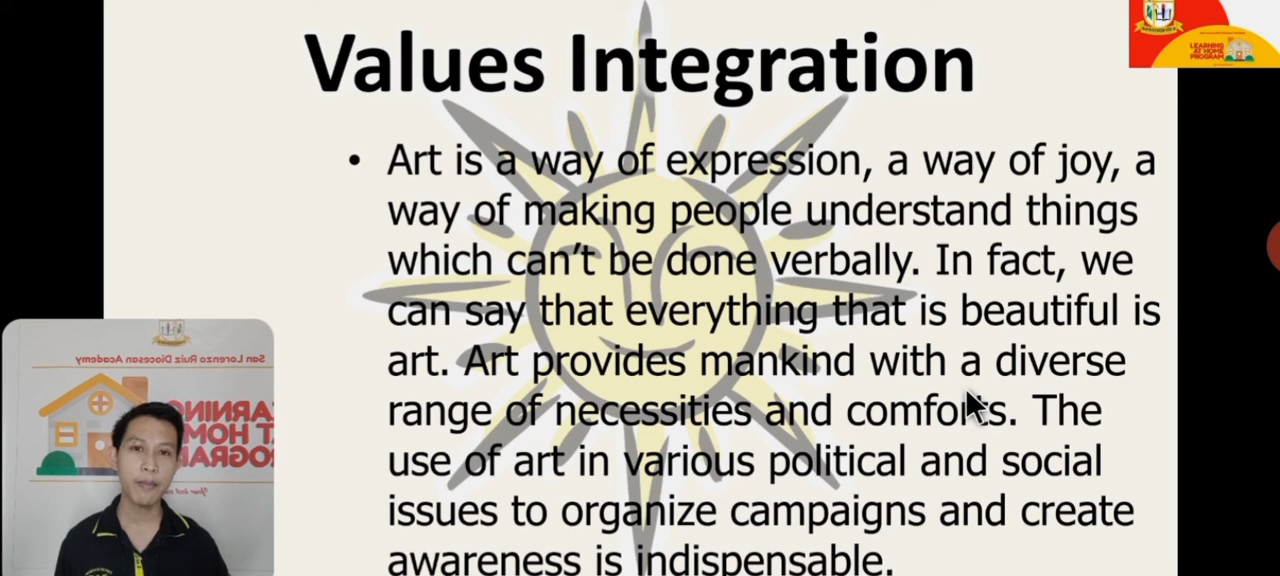 Values Integration
• Art is a way of expression, a way of joy, a
way of making people understand things
which can't be done verbally. In fact, we
can say that everything that is beautiful is
art. Art provides mankind with a diverse
range of necessities and comforts. The
use of art in various political and social
issues to organize campaigns and create
awareness is indispensable.
LEARNING
AT HOME
PROGRAM
San Lorenzo Ruiz Diocesan Academy